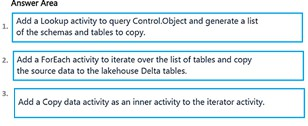 Answer Area
1. Add a Lookup activity to query Control.Object and generate a list
of the schemas and tables to copy.
2. Add a ForEach activity to iterate over the list of tables and copy
the source data to the lakehouse Delta tables.
3. Add a Copy data activity as an inner activity to the iterator activity.